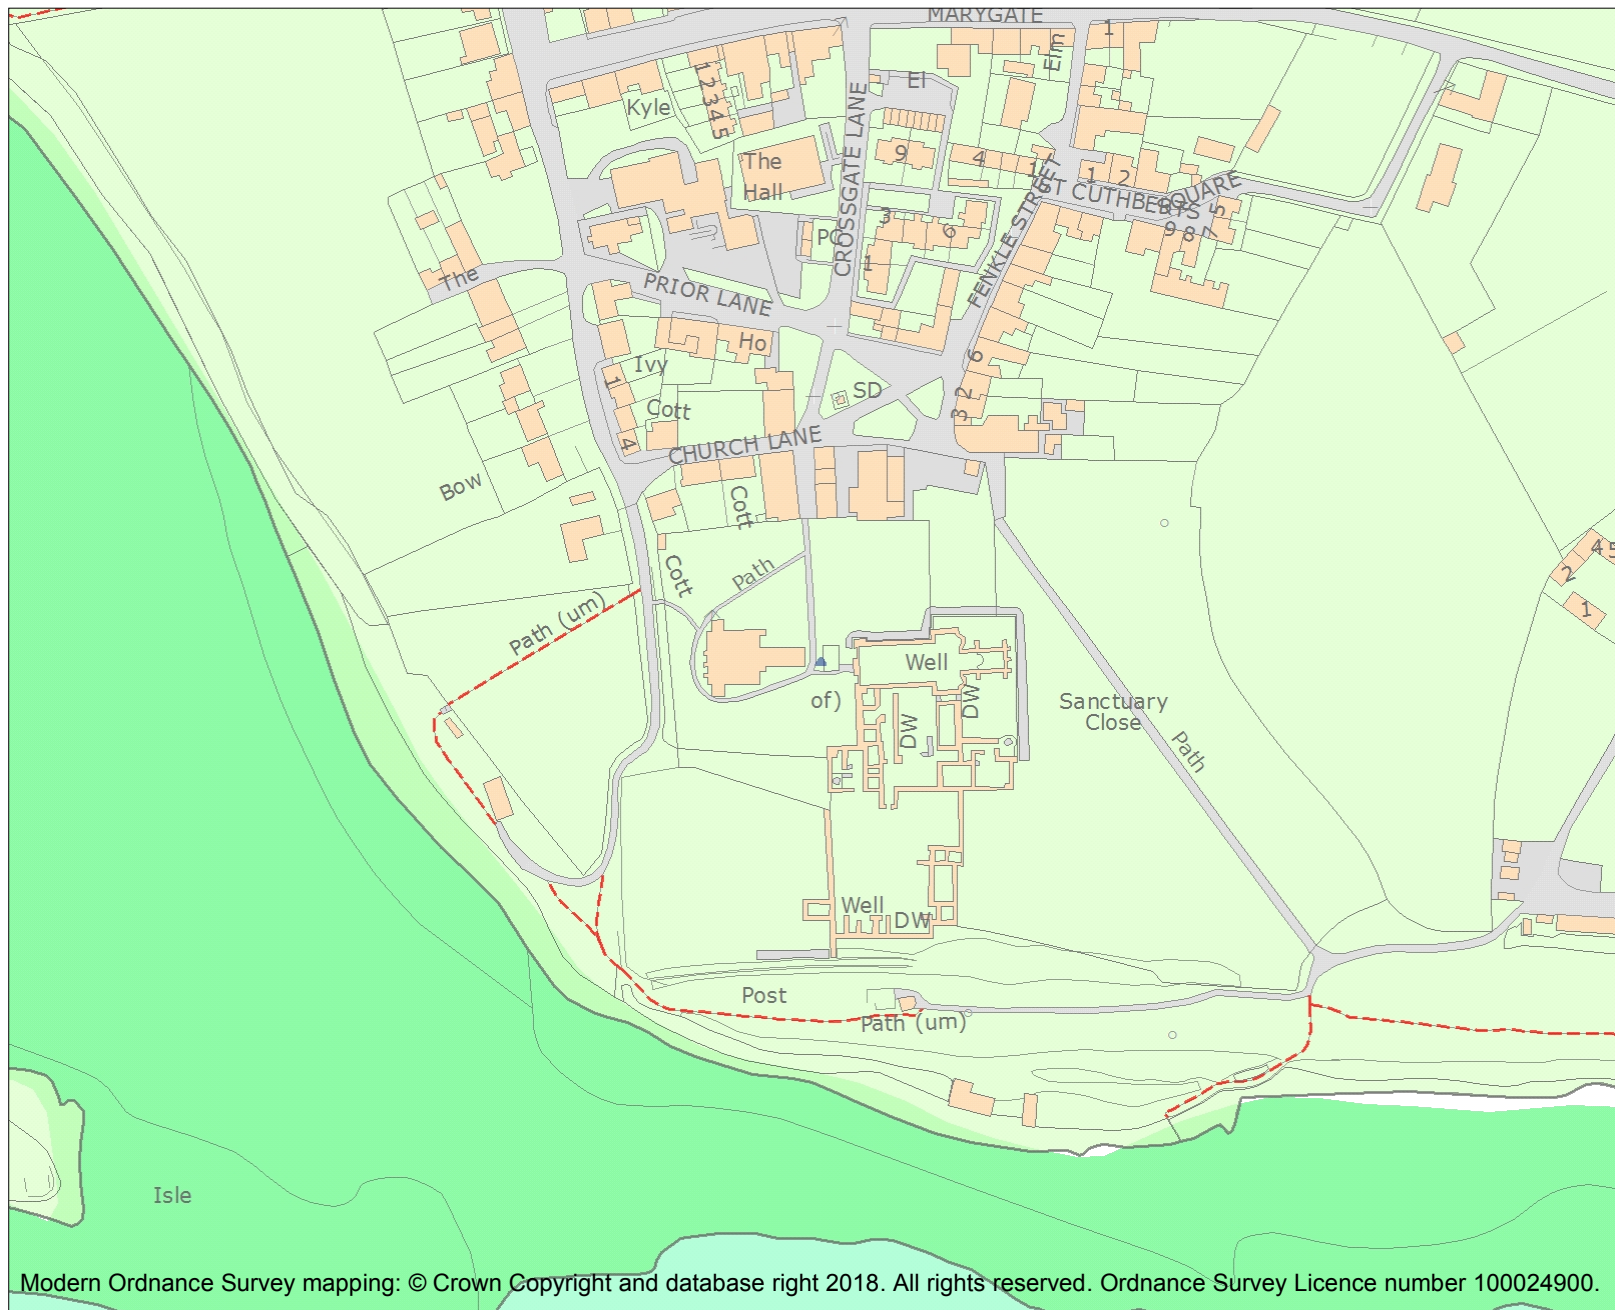 MARYGATE
1
Elm
El
1 2 3 4 5
Kyle
The
Hall
CROSSGATE LANE
9
4
1
1
2
ST CUTHBERTS
SQUARE
5
7
8
9
3
6
1
PC
FENKLE STREET
The
PRIOR LANE
Ho
Ivy
1
Cott
4
SD
6
2
3
CHURCH LANE
Bow
Cott
Cott
Path
Path (um)
4
5
2
1
Well
of)
DW
DW
Sanctuary
Close
Path
Well
DW
Post
Path (um)
Isle
Modern Ordnance Survey mapping: © Crown Copyright and database right 2018. All rights reserved. Ordnance Survey Licence number 100024900.